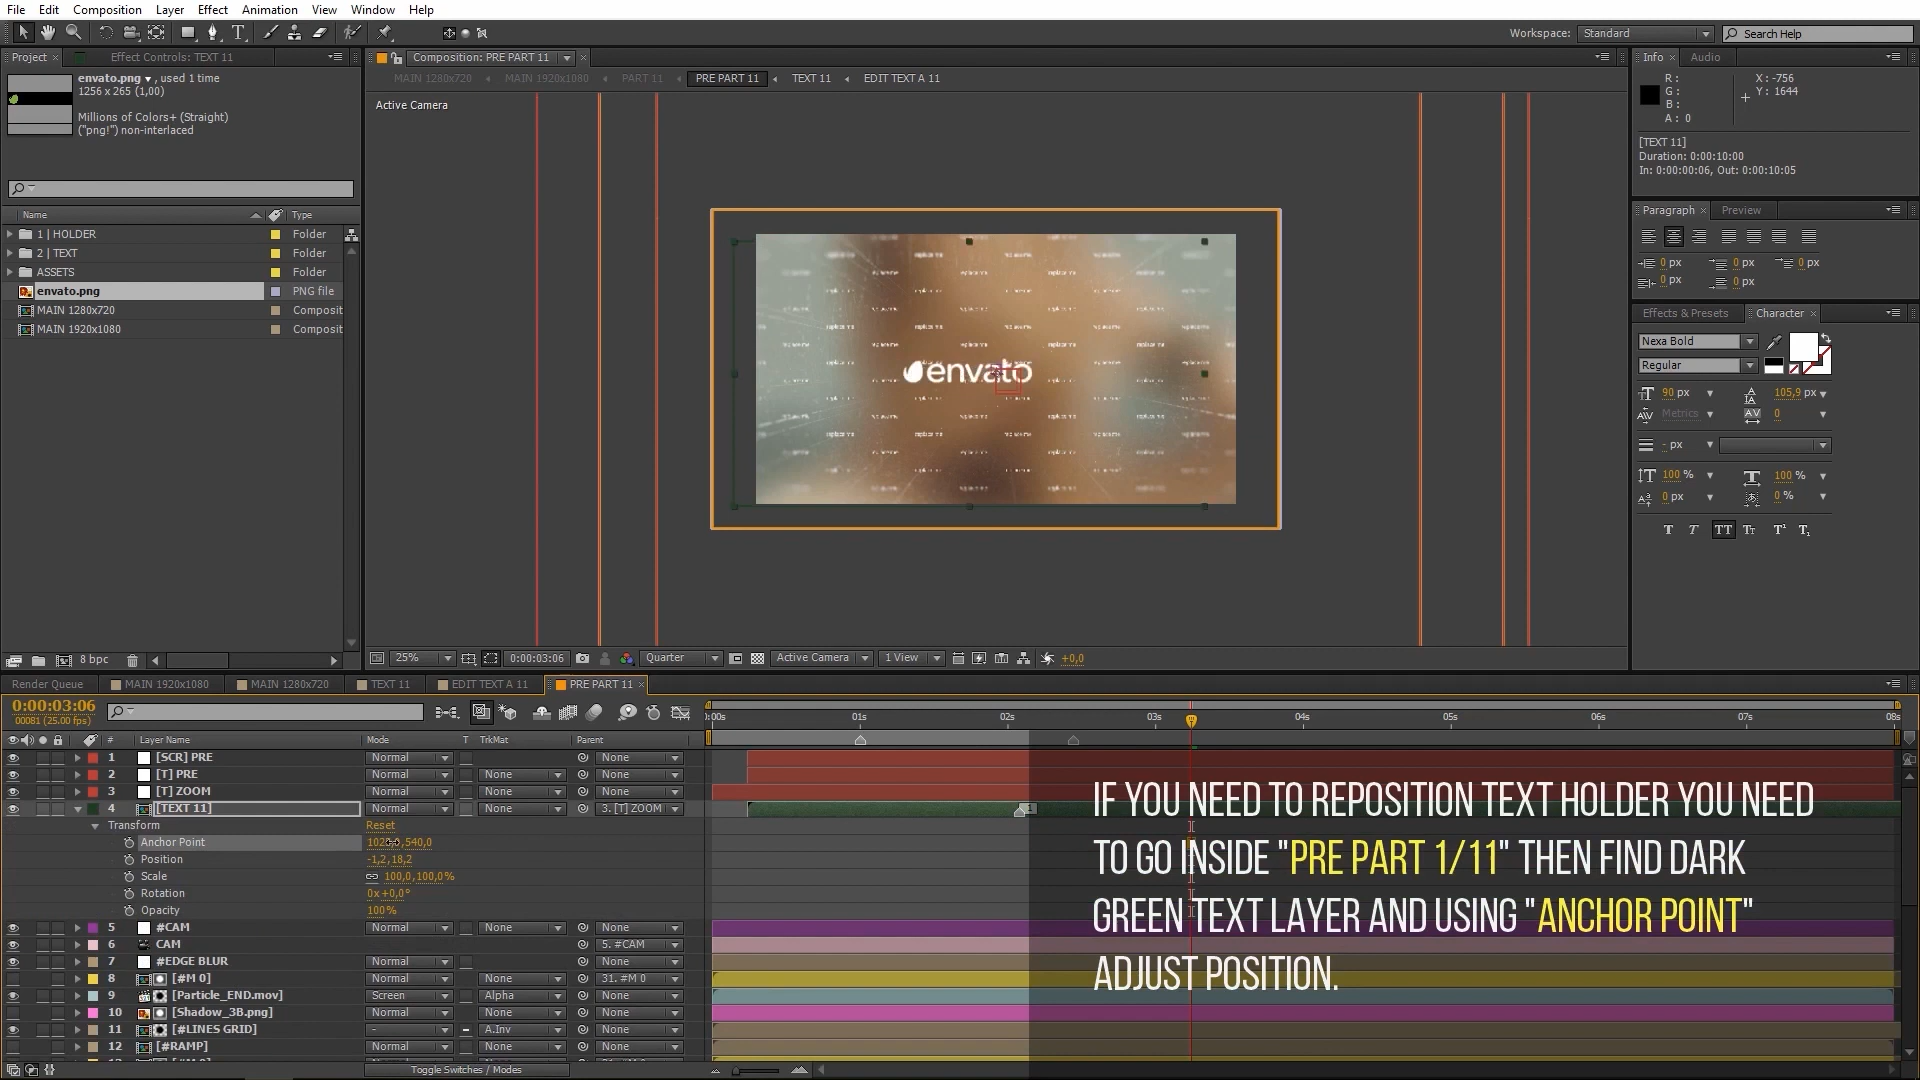 File Edit Composition Layer Effect Animation View Window Help
Workspace: Standard Search Help
Project Effect Controls: TEXT 11
envato.png , used 1 time
1256 x 265 (1,00)
Millions of Colors+ (Straight)
("png!") non-interlaced
Name Type
1 | HOLDER Folder
2 | TEXT Folder
ASSETS Folder
envato.png PNG file
MAIN 1280x720 Composit
MAIN 1920x1080 Composit
8 bpc
Composition: PRE PART 11
MAIN 1280x720 MAIN 1920x1080 PART 11 PRE PART 11 TEXT 11 EDIT TEXT A 11
Active Camera
envato
25% 0:00:03:06 Quarter Active Camera 1 View +0,0
Info Audio
R : X : -756
G : Y : 1644
B :
A : 0
[TEXT 11]
Duration: 0:00:10:00
In: 0:00:00:06, Out: 0:00:10:05
Paragraph Preview
0 px 0 px 0 px
0 px 0 px
Effects & Presets Character
Nexa Bold
Regular
90 px 105,9 px
Metrics 0
- px
100 % 100 %
0 px 0 %
Render Queue MAIN 1920x1080 MAIN 1280x720 TEXT 11 EDIT TEXT A 11 PRE PART 11
0:00:03:06
00081 (25.00 fps)
:00s 01s 02s 03s 04s 05s 06s 07s 08s
# Layer Name Mode T TrkMat Parent
1 [SCR] PRE Normal None
2 [T] PRE Normal None None
3 [T] ZOOM Normal None None
4 [TEXT 11] Normal None 3. [T] ZOOM
1
Transform Reset
Anchor Point ,540,0
Position -1,2,18,2
Scale 100,0,100,0%
Rotation 0x+0,0°
Opacity 100%
5 #CAM Normal None None
6 CAM 5. #CAM
7 #EDGE BLUR Normal None
8 [#M 0] Normal None 31. #M 0
9 [Particle_END.mov] Screen Alpha None
10 [Shadow_3B.png] Normal None None
11 [#LINES GRID] - A.Inv None
12 [#RAMP] Normal None None
Toggle Switches / Modes
IF YOU NEED TO REPOSITION TEXT HOLDER YOU NEED
TO GO INSIDE "PRE PART 1/11" THEN FIND DARK
GREEN TEXT LAYER AND USING "ANCHOR POINT"
ADJUST POSITION.